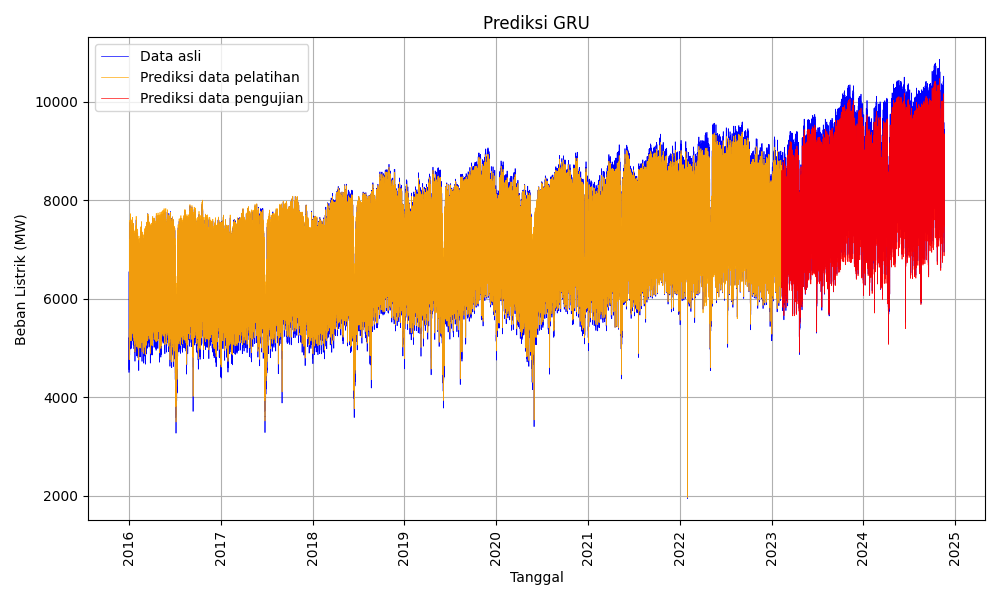 Prediksi GRU
Data asli
Prediksi data pelatihan
Prediksi data pengujian
Beban Listrik (MW)
10000
8000
6000
4000
2000
2016
2017
2018
2019
2020
2021
2022
2023
2024
2025
Tanggal